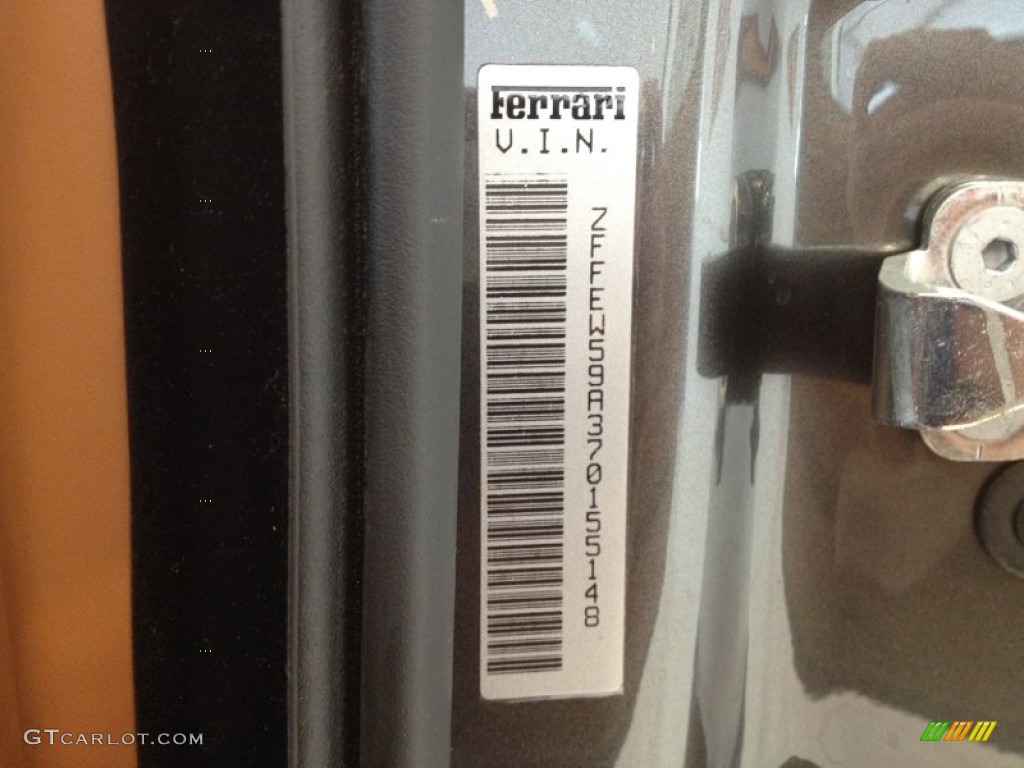 Ferrari
V.I.N.
ZFFEW59A370155148
GTCARLOT.COM